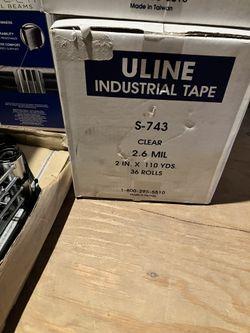 L BEAMS
Made in Taiwan
ULINE
INDUSTRIAL TAPE
S-743
CLEAR
2.6 MIL
2 IN. X 110 YDS.
36 ROLLS
1-800-295-5510